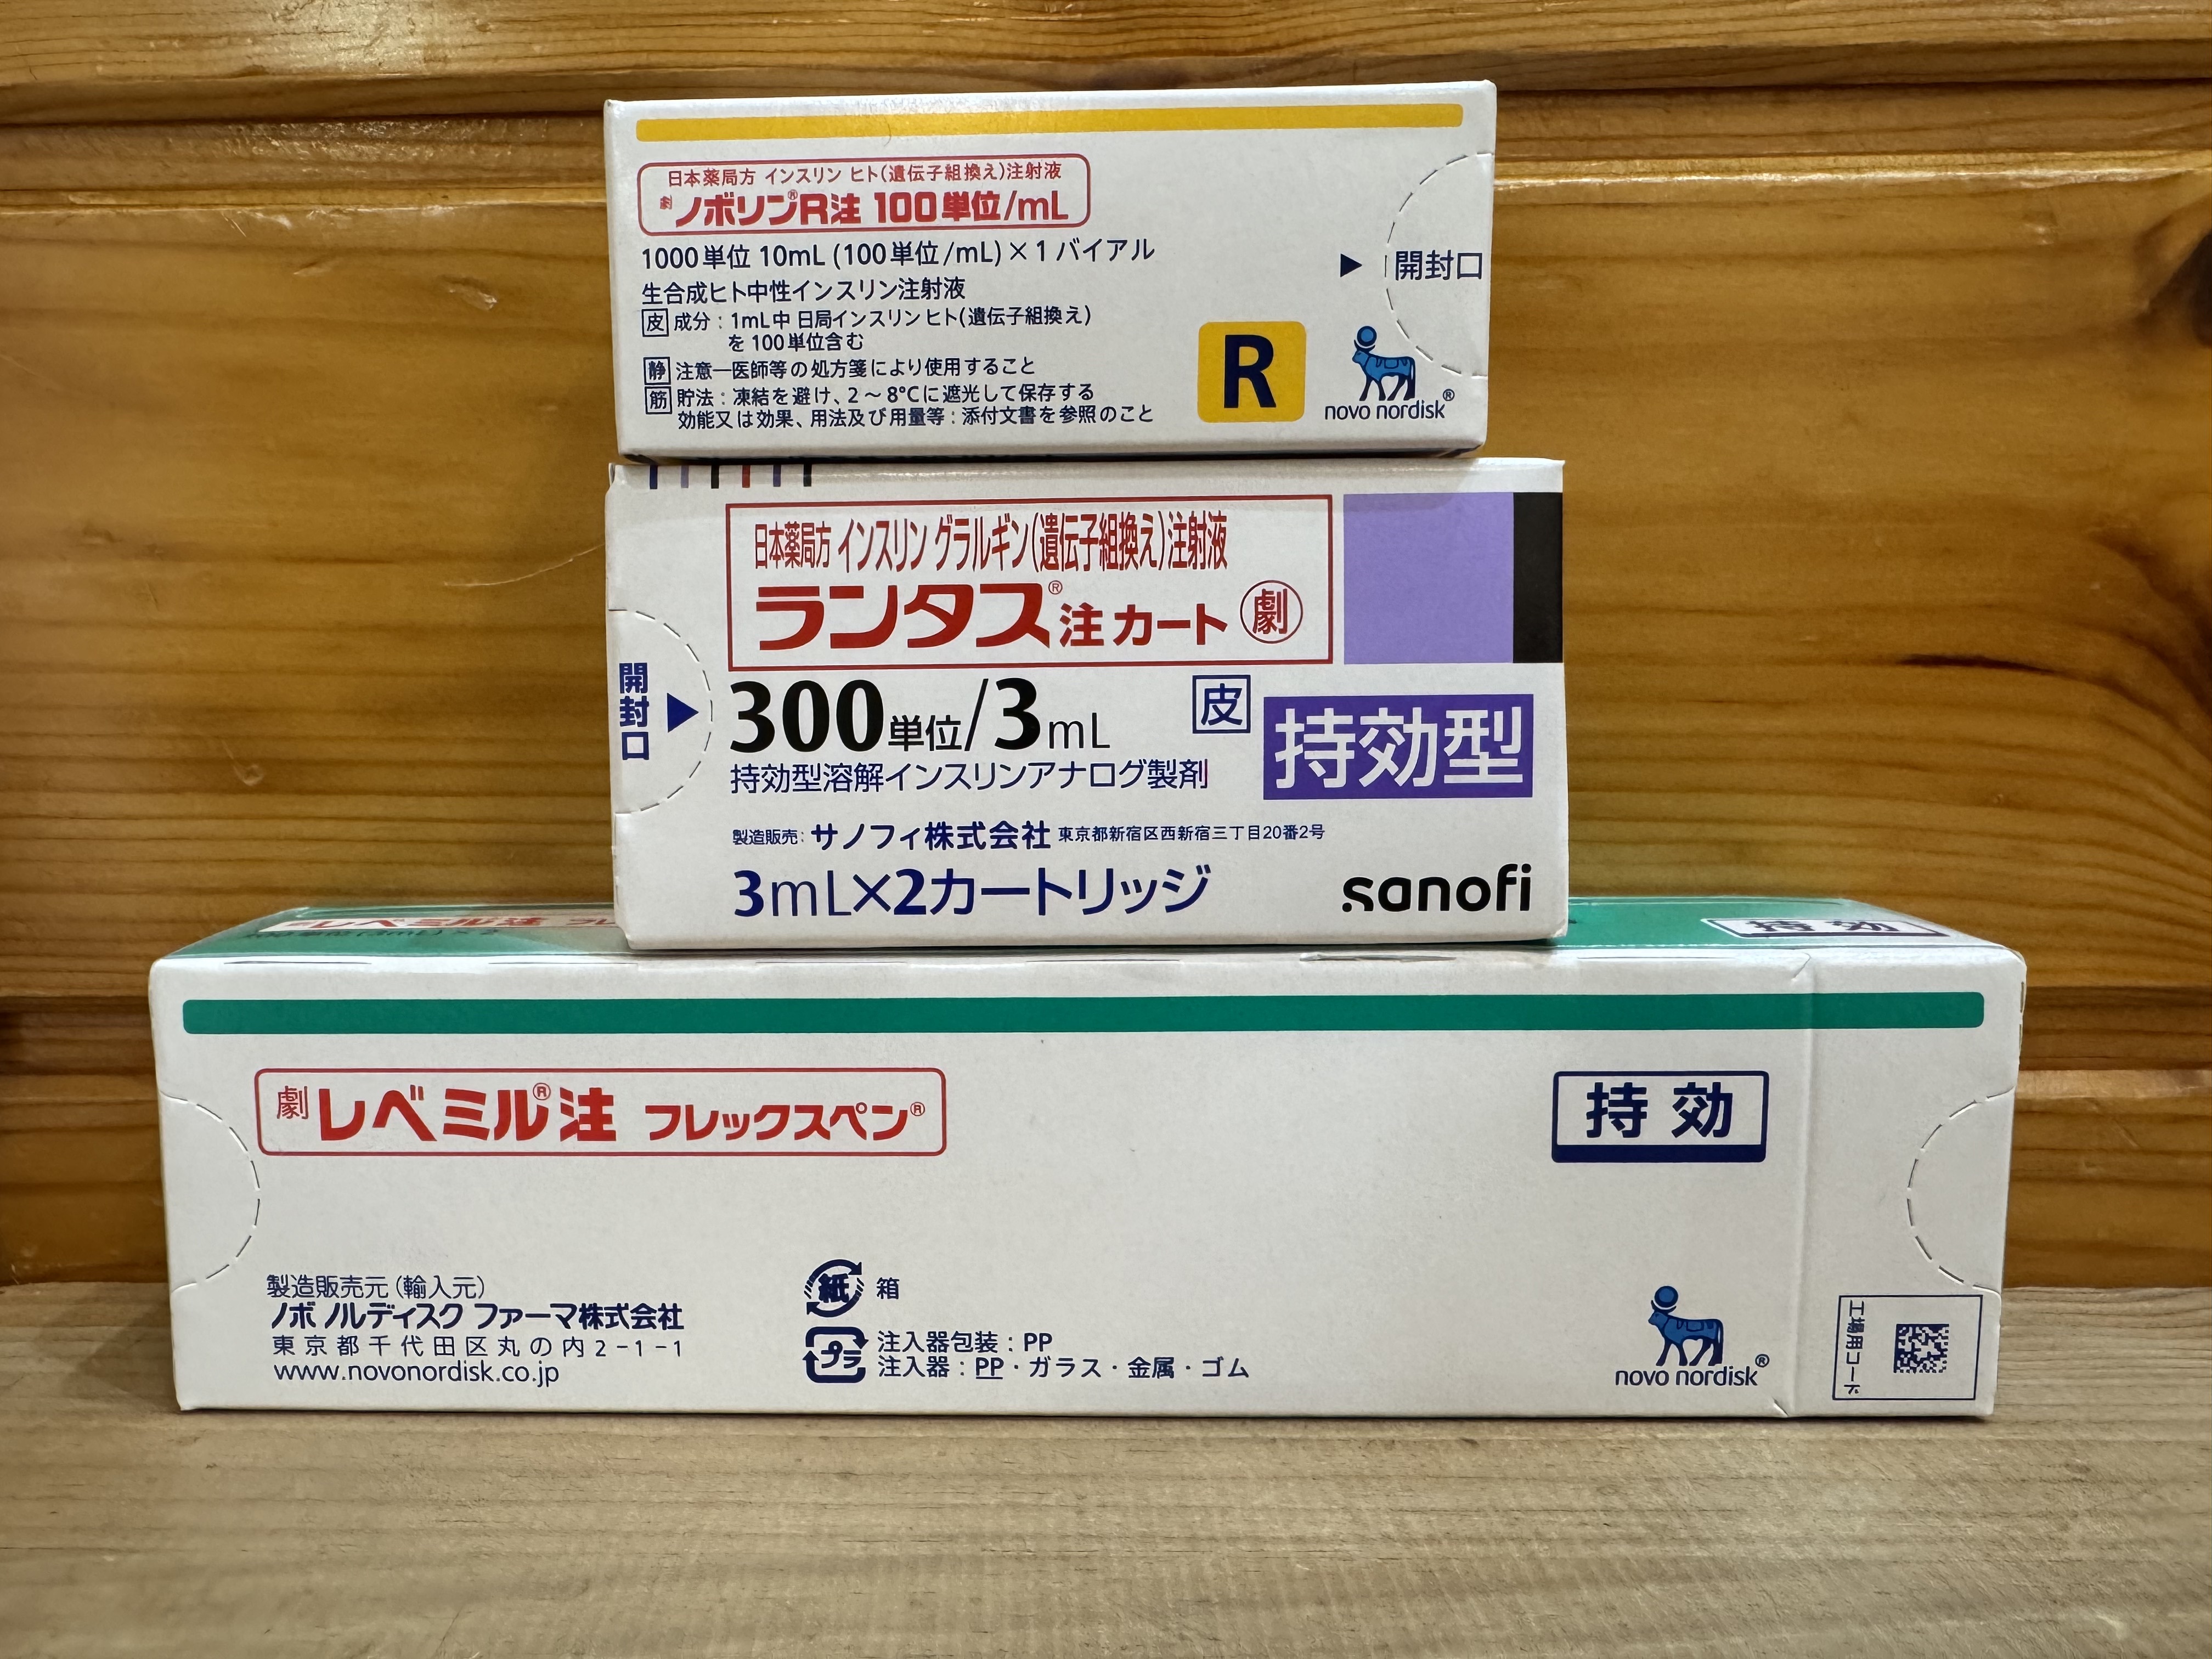 日本薬局方 インスリン ヒト(遺伝子組換え)注射液
劇 ノボリン®R注 100単位/mL
1000単位 10mL (100単位/mL)×1バイアル
生合成ヒト中性インスリン注射液
皮 成分:1mL中 日局インスリン ヒト(遺伝子組換え)
を100単位含む
静 注意—医師等の処方箋により使用すること
筋 貯法:凍結を避け、2~8℃に遮光して保存する
効能又は効果、用法及び用量等:添付文書を参照のこと
R
▶ 開封口
novo nordisk®
日本薬局方 インスリン グラルギン(遺伝子組換え)注射液
ランタス®注 カート 劇
開封口 ▶
300単位/3mL
皮
持効型
持効型溶解インスリンアナログ製剤
製造販売: サノフィ株式会社 東京都新宿区西新宿三丁目20番2号
3mL×2カートリッジ
sanofi
レベミル注
持効
劇 レベミル®注 フレックスペン®
持効
製造販売元(輸入元)
ノボ ノルディスク ファーマ株式会社
東京都千代田区丸の内2-1-1
www.novonordisk.co.jp
紙 箱
プラ 注入器包装:PP
注入器:PP・ガラス・金属・ゴム
novo nordisk®
工場用コード